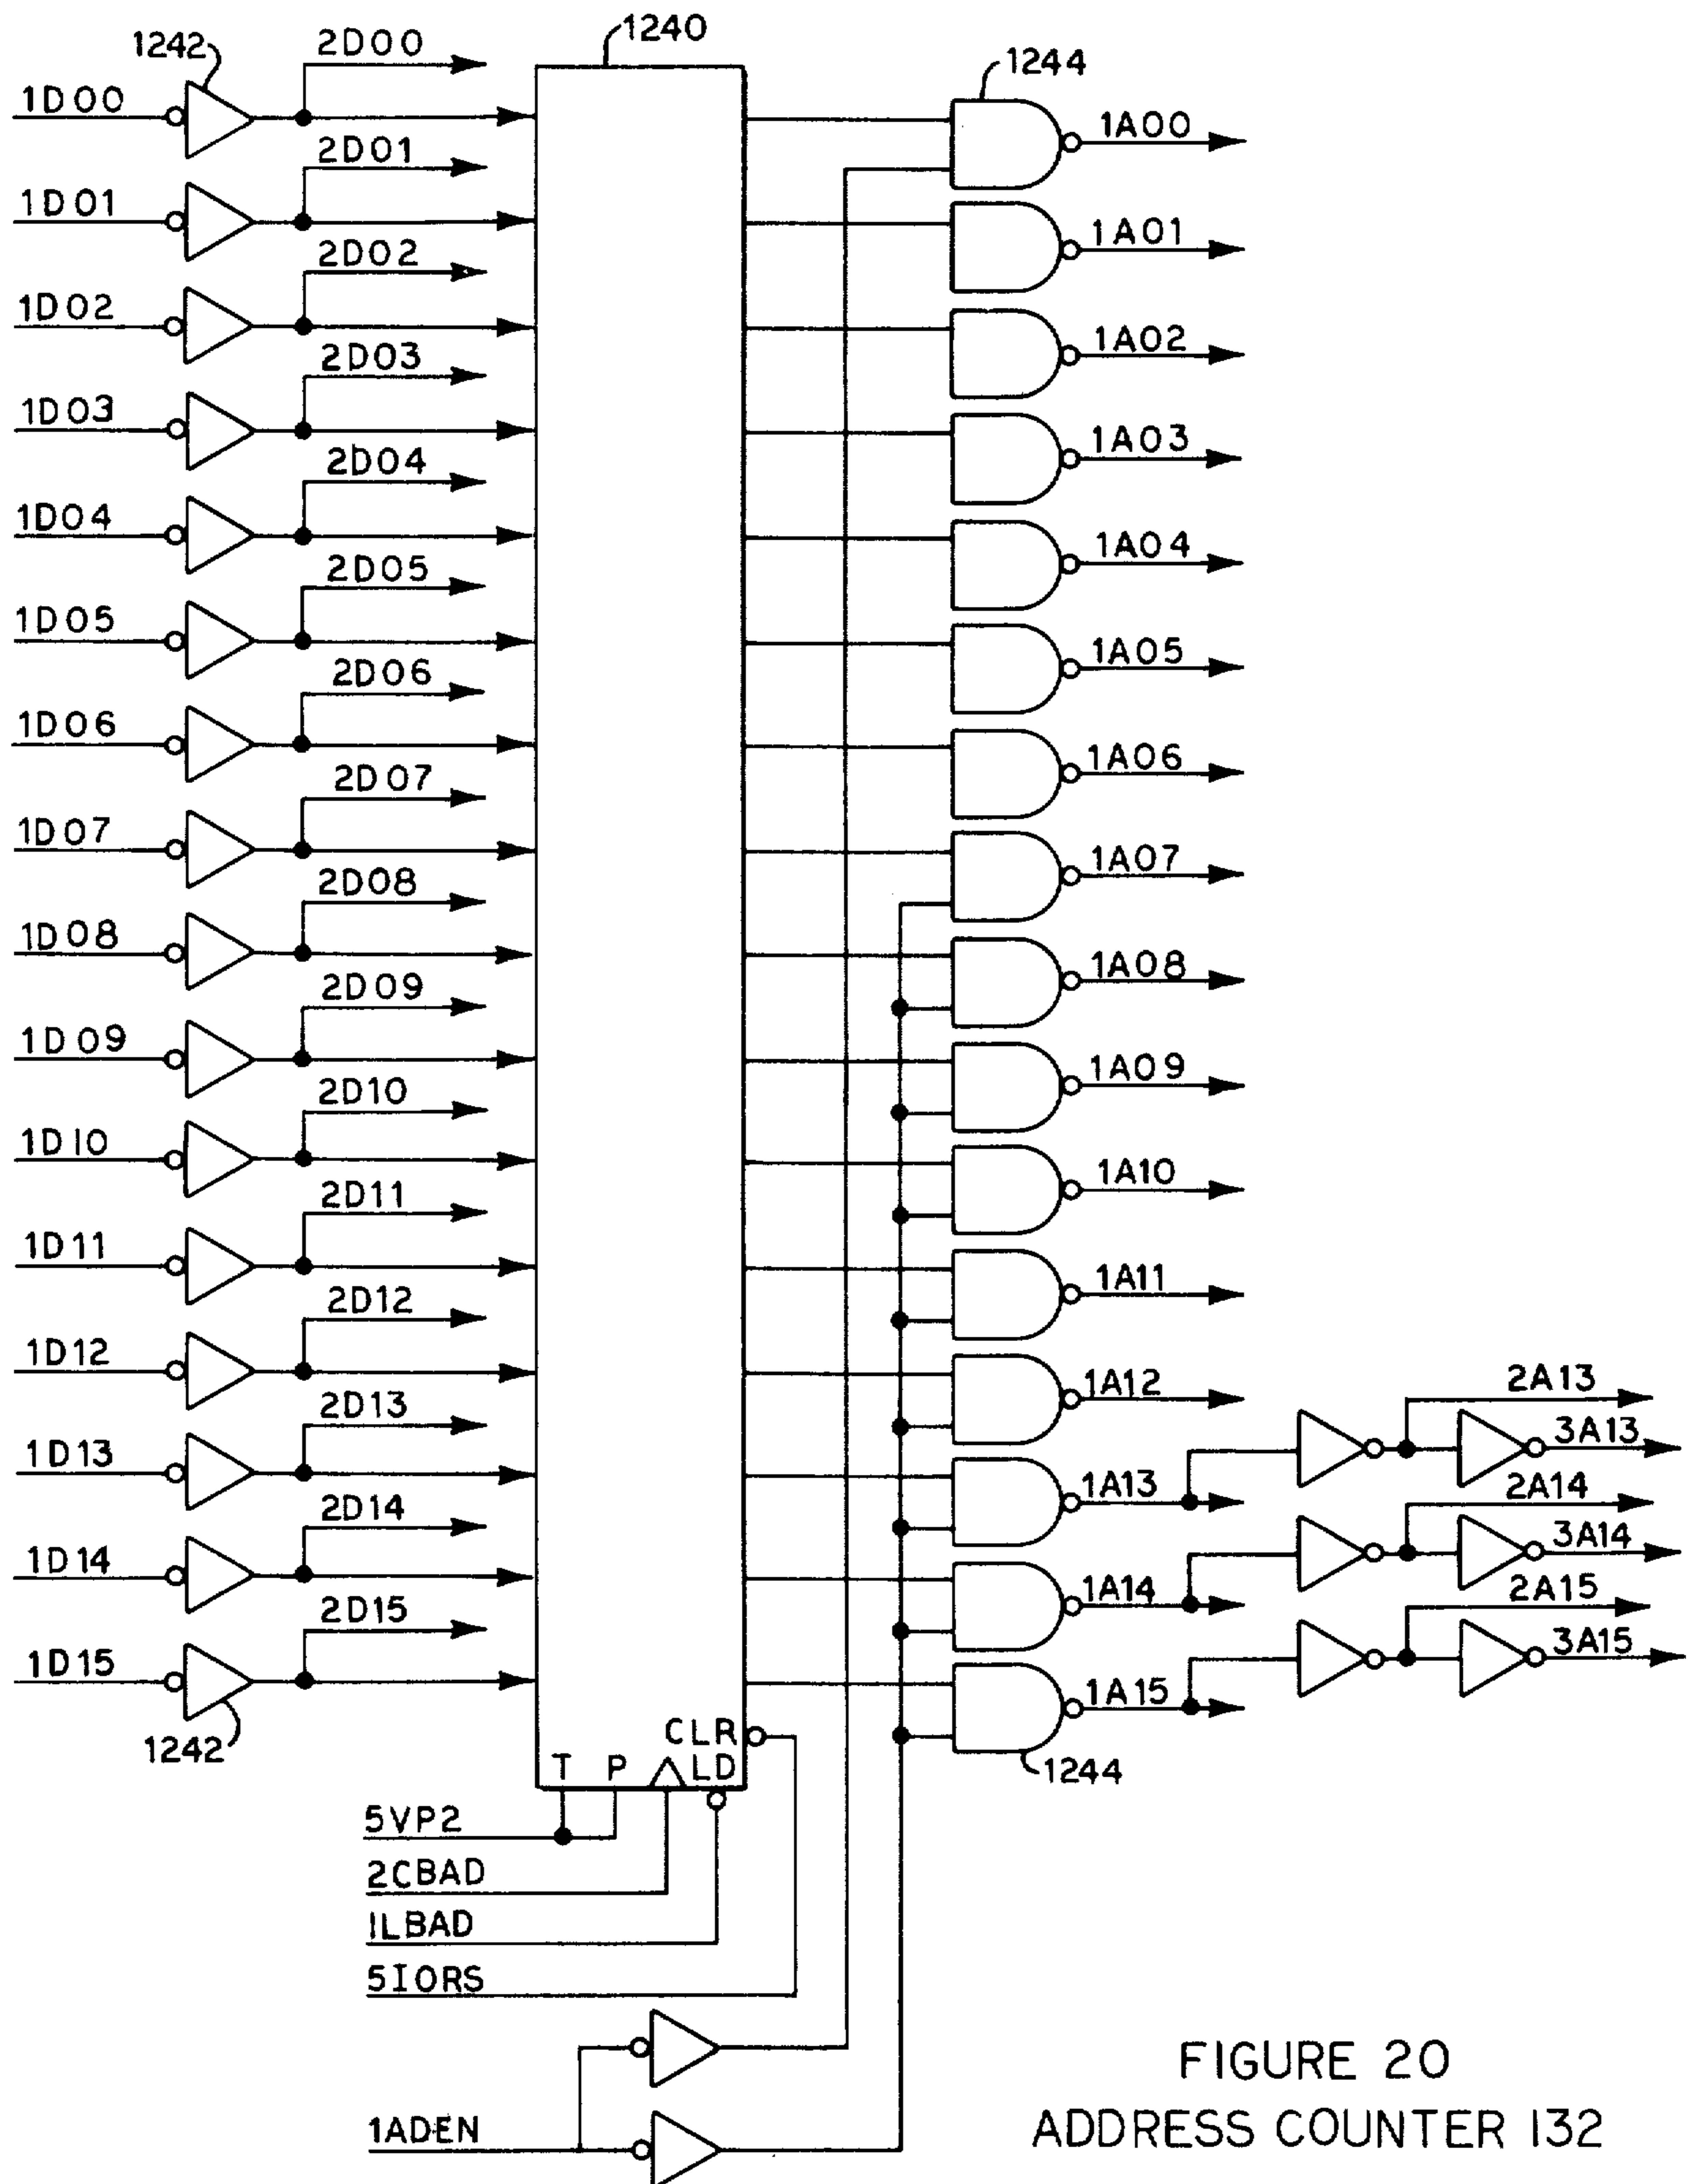 1242
2D00
1240
1244
1D00
1A00
2D01
1D01
1A01
2D02
1D02
1A02
2D03
1D03
1A03
2D04
1D04
1A04
2D05
1D05
1A05
2D06
1D06
1A06
2D07
1D07
1A07
2D08
1D08
1A08
2D09
1D09
1A09
2D10
1D10
1A10
2D11
1D11
1A11
2D12
1D12
1A12
2A13
2D13
3A13
1D13
1A13
2A14
2D14
3A14
1D14
1A14
2A15
2D15
3A15
1D15
1A15
1242
CLR
T P LD
1244
5VP2
2CBAD
1LBAD
5IORS
1ADEN
FIGURE 20
ADDRESS COUNTER 132